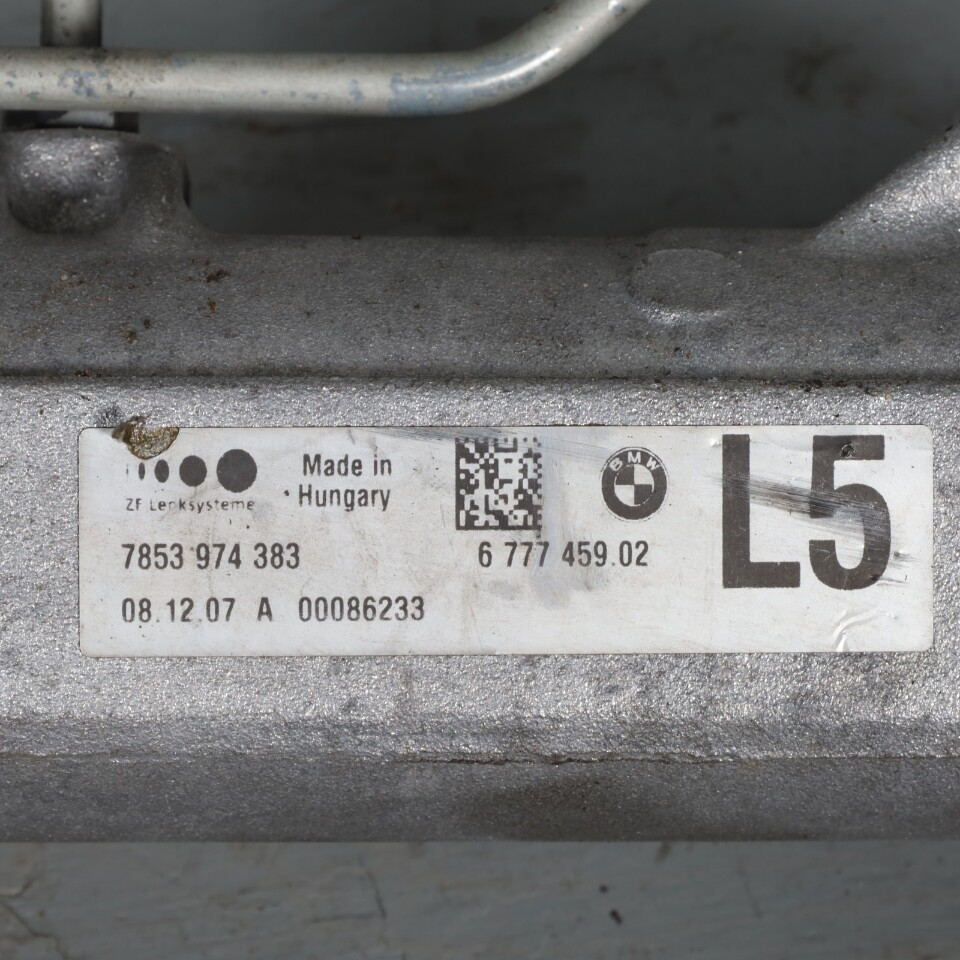 ZF Lenksysteme
Made in
Hungary
BMW
L5
7853 974 383
6 777 459.02
08.12.07 A 00086233